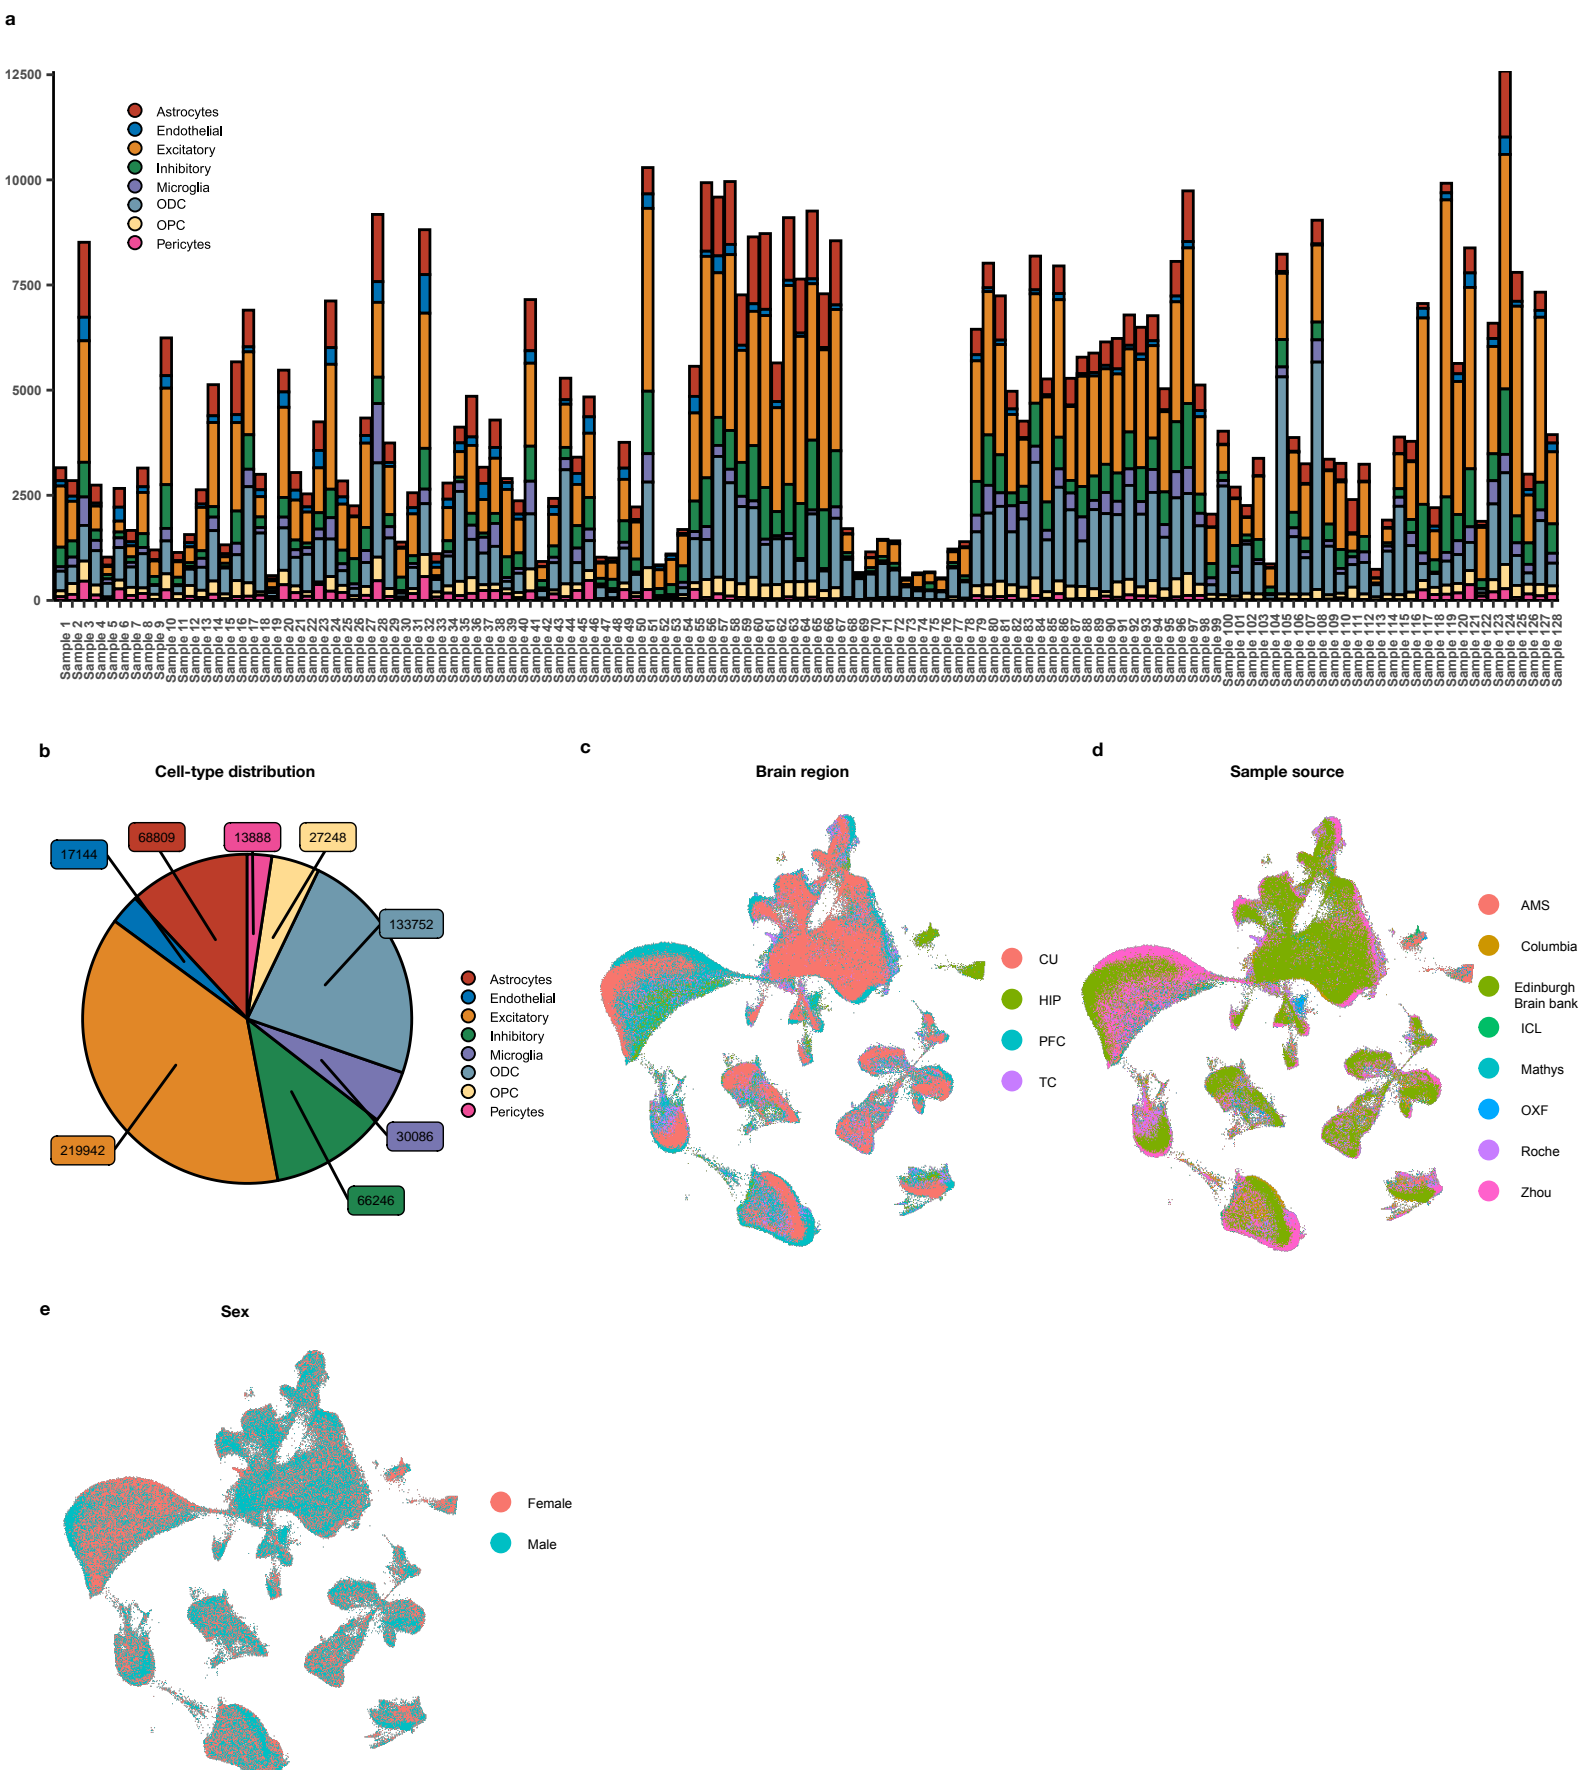 a
12500
10000
7500
5000
2500
0
Astrocytes
Endothelial
Excitatory
Inhibitory
Microglia
ODC
OPC
Pericytes
Sample 1
Sample 2
Sample 3
Sample 4
Sample 5
Sample 6
Sample 7
Sample 8
Sample 9
Sample 10
Sample 11
Sample 12
Sample 13
Sample 14
Sample 15
Sample 16
Sample 17
Sample 18
Sample 19
Sample 20
Sample 21
Sample 22
Sample 23
Sample 24
Sample 25
Sample 26
Sample 27
Sample 28
Sample 29
Sample 30
Sample 31
Sample 32
Sample 33
Sample 34
Sample 35
Sample 36
Sample 37
Sample 38
Sample 39
Sample 40
Sample 41
Sample 42
Sample 43
Sample 44
Sample 45
Sample 46
Sample 47
Sample 48
Sample 49
Sample 50
Sample 51
Sample 52
Sample 53
Sample 54
Sample 55
Sample 56
Sample 57
Sample 58
Sample 59
Sample 60
Sample 61
Sample 62
Sample 63
Sample 64
Sample 65
Sample 66
Sample 67
Sample 68
Sample 69
Sample 70
Sample 71
Sample 72
Sample 73
Sample 74
Sample 75
Sample 76
Sample 77
Sample 78
Sample 79
Sample 80
Sample 81
Sample 82
Sample 83
Sample 84
Sample 85
Sample 86
Sample 87
Sample 88
Sample 89
Sample 90
Sample 91
Sample 92
Sample 93
Sample 94
Sample 95
Sample 96
Sample 97
Sample 98
Sample 99
Sample 100
Sample 101
Sample 102
Sample 103
Sample 104
Sample 105
Sample 106
Sample 107
Sample 108
Sample 109
Sample 110
Sample 111
Sample 112
Sample 113
Sample 114
Sample 115
Sample 116
Sample 117
Sample 118
Sample 119
Sample 120
Sample 121
Sample 122
Sample 123
Sample 124
Sample 125
Sample 126
Sample 127
Sample 128
b
Cell-type distribution
68809
13888
27248
17144
133752
219942
30086
66246
Astrocytes
Endothelial
Excitatory
Inhibitory
Microglia
ODC
OPC
Pericytes
c
Brain region
CU
HIP
PFC
TC
d
Sample source
AMS
Columbia
Edinburgh
Brain bank
ICL
Mathys
OXF
Roche
Zhou
e
Sex
Female
Male